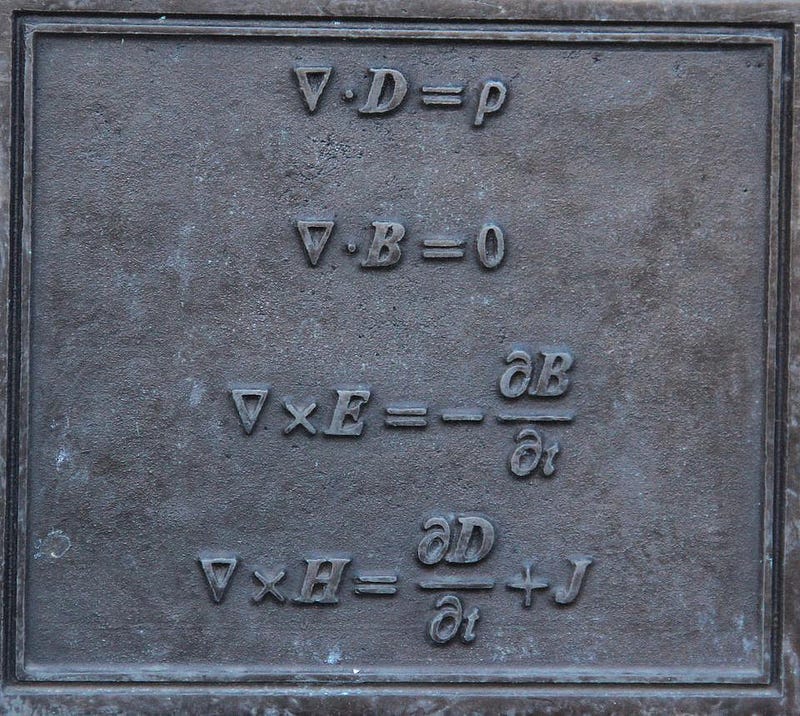 ∇·D=ρ
∇·B=0
∇×E=-∂B/∂t
∇×H=∂D/∂t+J